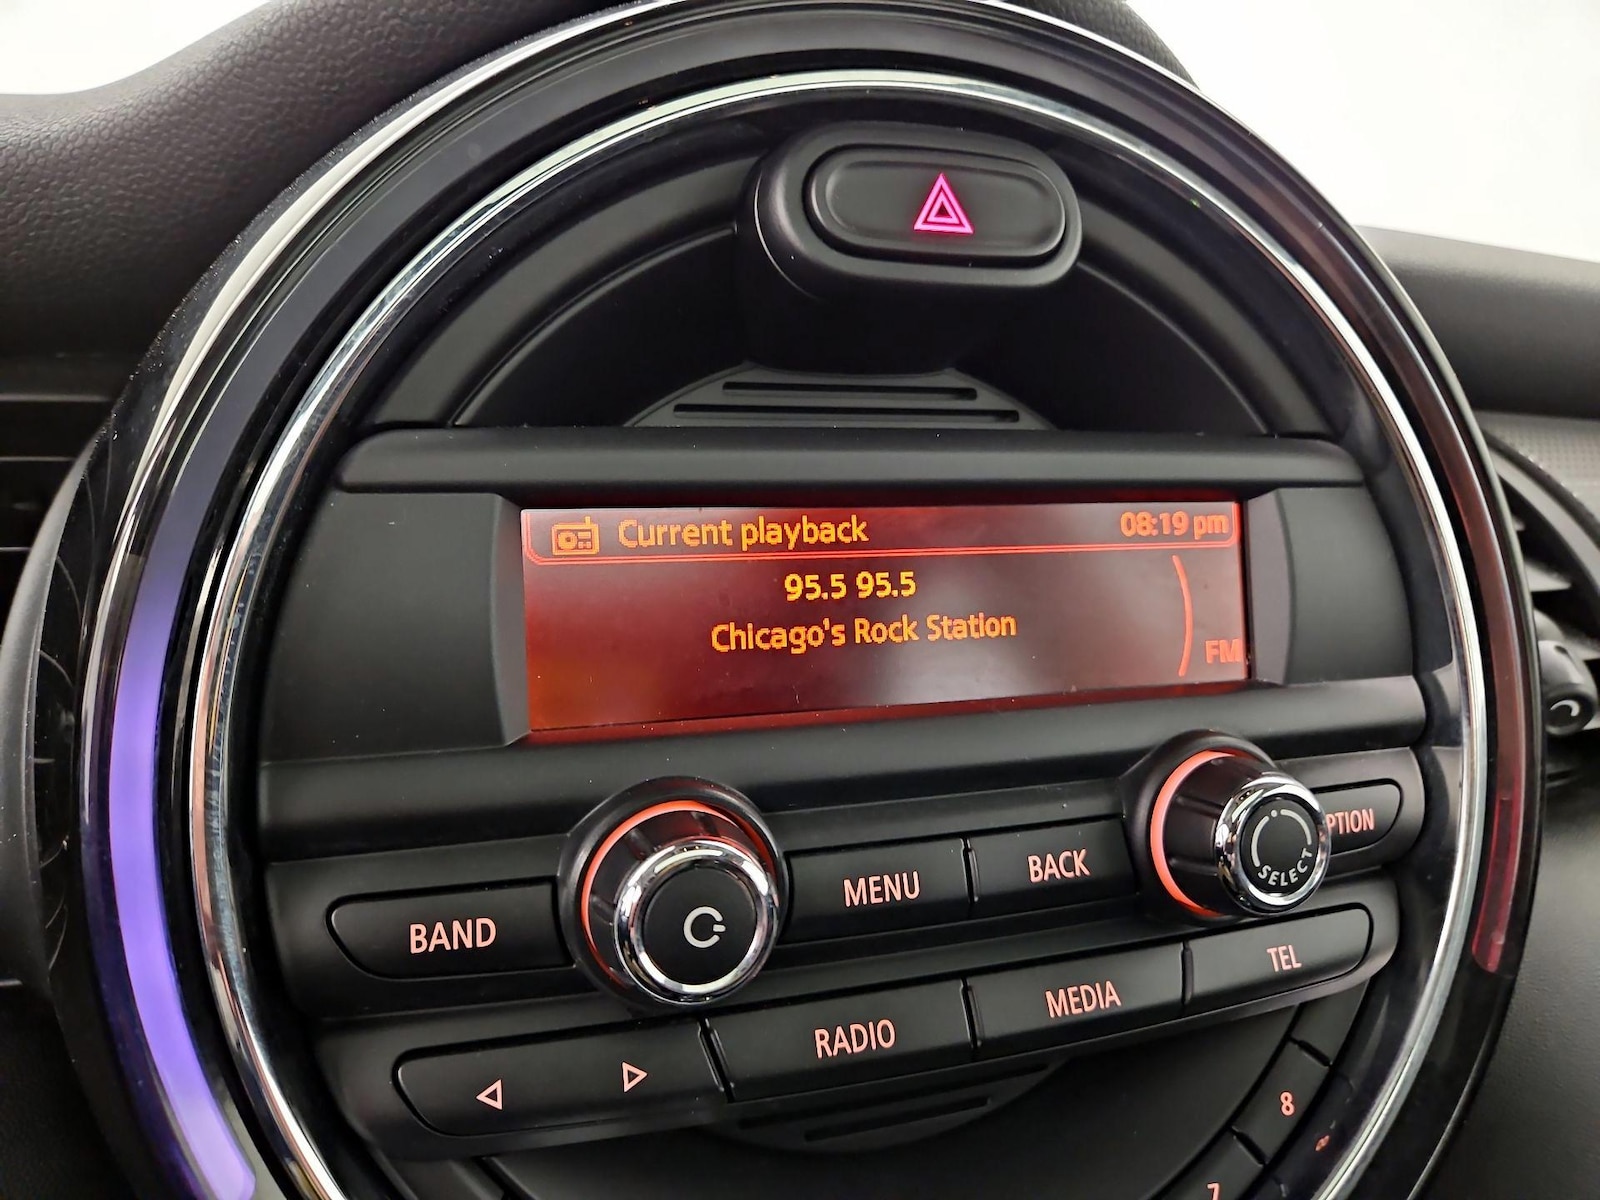 Current playback 08:19 pm
95.5 95.5
Chicago's Rock Station
FM
BAND
MENU
BACK
SELECT
PTION
RADIO
MEDIA
TEL
8
8
7